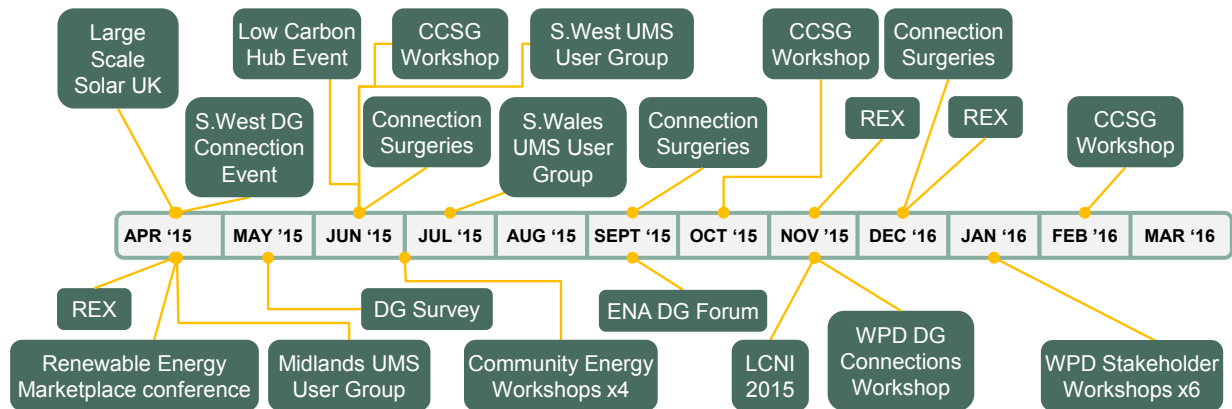 Large
Scale
Solar UK
S.West DG
Connection
Event
Low Carbon
Hub Event
CCSG
Workshop
Connection
Surgeries
S.West UMS
User Group
S.Wales
UMS User
Group
Connection
Surgeries
CCSG
Workshop
REX
Connection
Surgeries
REX
CCSG
Workshop
APR ‘15
MAY ’15
JUN ‘15
JUL ‘15
AUG ‘15
SEPT ‘15
OCT ‘15
NOV ‘15
DEC ‘16
JAN ‘16
FEB ‘16
MAR ‘16
REX
Renewable Energy
Marketplace conference
Midlands UMS
User Group
DG Survey
Community Energy
Workshops x4
ENA DG Forum
LCNI
2015
WPD DG
Connections
Workshop
WPD Stakeholder
Workshops x6